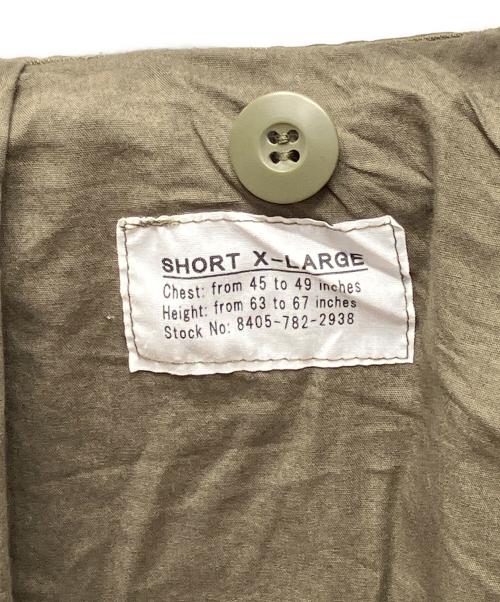 SHORT X-LARGE
Chest: from 45 to 49 inches
Height: from 63 to 67 inches
Stock No: 8405-782-2938